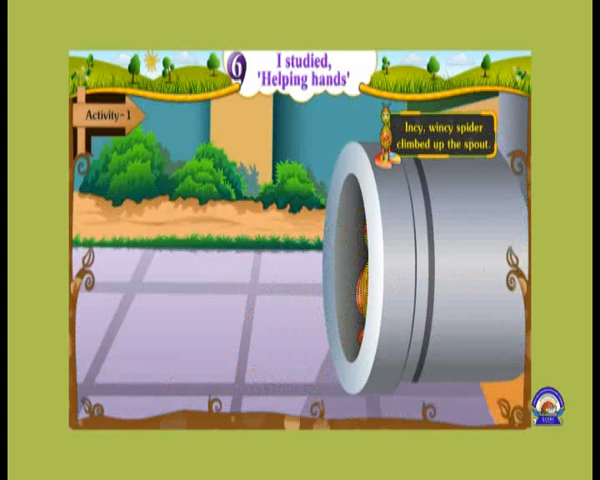 6
I studied,
'Helping hands'
Activity- 1
Incy, wincy spider
climbed up the spout.